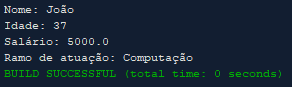 Nome: João
Idade: 37
Salário: 5000.0
Ramo de atuação: Computação
BUILD SUCCESSFUL (total time: 0 seconds)